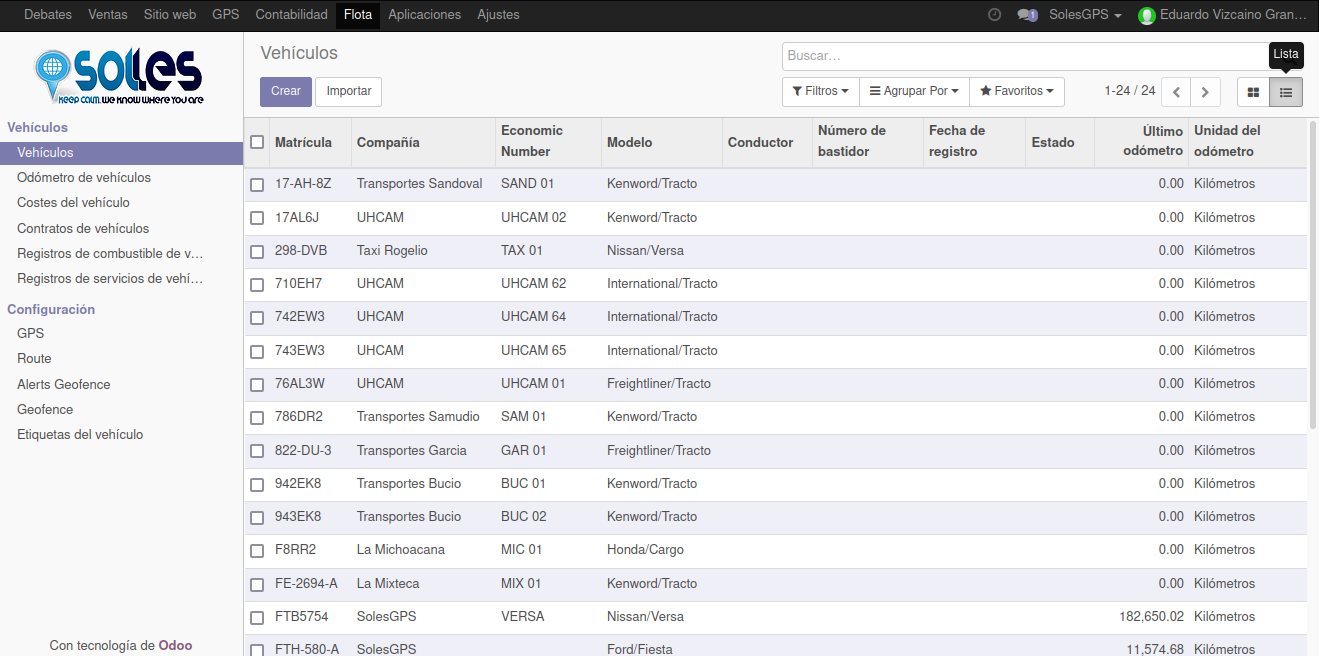 Debates Ventas Sitio web GPS Contabilidad Flota Aplicaciones Ajustes 1 SolesGPS Eduardo Vizcaino Gran...
SOLLES
KEEP CALM, WE KNOW WHERE YOU ARE
Vehículos
Vehículos
Odómetro de vehículos
Costes del vehículo
Contratos de vehículos
Registros de combustible de v...
Registros de servicios de vehí...
Configuración
GPS
Route
Alerts Geofence
Geofence
Etiquetas del vehículo
Con tecnología de Odoo
Vehículos
Buscar...
Lista
Crear Importar
Filtros Agrupar Por Favoritos 1-24 / 24
Matrícula Compañía Economic Number Modelo Conductor Número de bastidor Fecha de registro Estado Último odómetro Unidad del odómetro
17-AH-8Z Transportes Sandoval SAND 01 Kenword/Tracto 0.00 Kilómetros
17AL6J UHCAM UHCAM 02 Kenword/Tracto 0.00 Kilómetros
298-DVB Taxi Rogelio TAX 01 Nissan/Versa 0.00 Kilómetros
710EH7 UHCAM UHCAM 62 International/Tracto 0.00 Kilómetros
742EW3 UHCAM UHCAM 64 International/Tracto 0.00 Kilómetros
743EW3 UHCAM UHCAM 65 International/Tracto 0.00 Kilómetros
76AL3W UHCAM UHCAM 01 Freightliner/Tracto 0.00 Kilómetros
786DR2 Transportes Samudio SAM 01 Kenword/Tracto 0.00 Kilómetros
822-DU-3 Transportes Garcia GAR 01 Freightliner/Tracto 0.00 Kilómetros
942EK8 Transportes Bucio BUC 01 Kenword/Tracto 0.00 Kilómetros
943EK8 Transportes Bucio BUC 02 Kenword/Tracto 0.00 Kilómetros
F8RR2 La Michoacana MIC 01 Honda/Cargo 0.00 Kilómetros
FE-2694-A La Mixteca MIX 01 Kenword/Tracto 0.00 Kilómetros
FTB5754 SolesGPS VERSA Nissan/Versa 182,650.02 Kilómetros
FTH-580-A SolesGPS Ford/Fiesta 11,574.68 Kilómetros